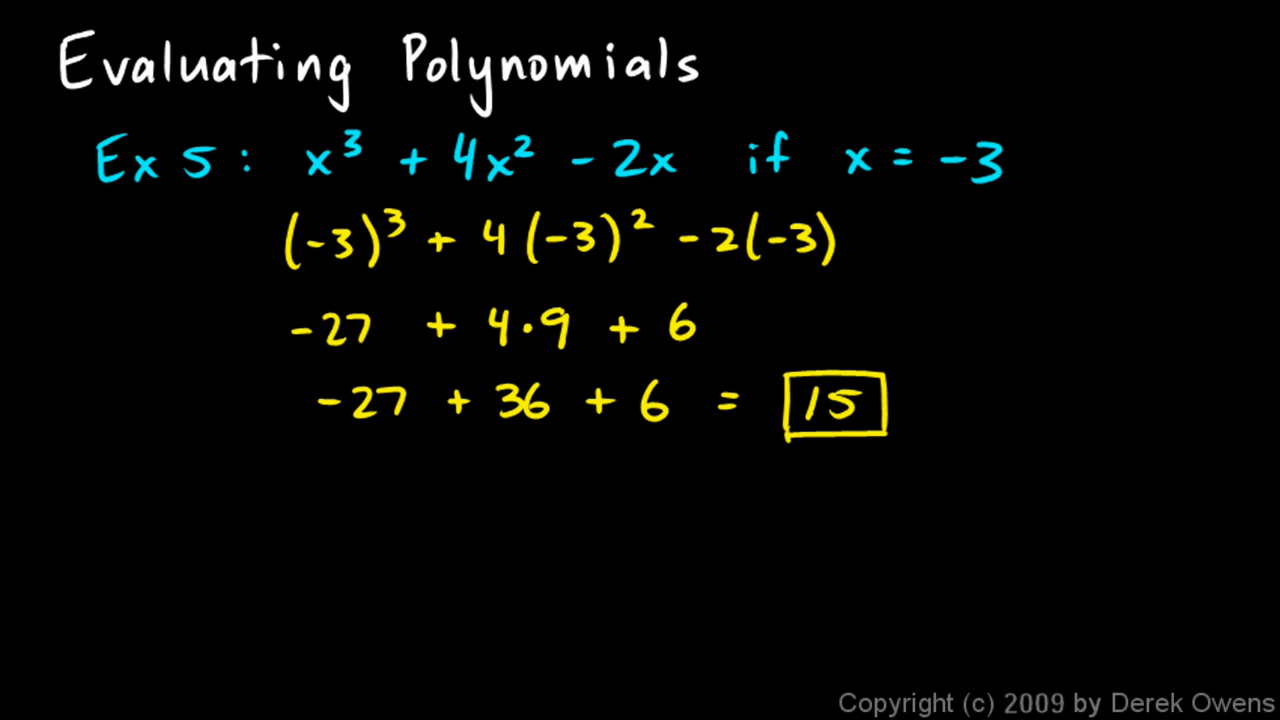 Evaluating Polynomials
Ex 5: x³ + 4x² - 2x if x = -3
(-3)³ + 4(-3)² - 2(-3)
-27 + 4·9 + 6
-27 + 36 + 6 = 15
Copyright (c) 2009 by Derek Owens